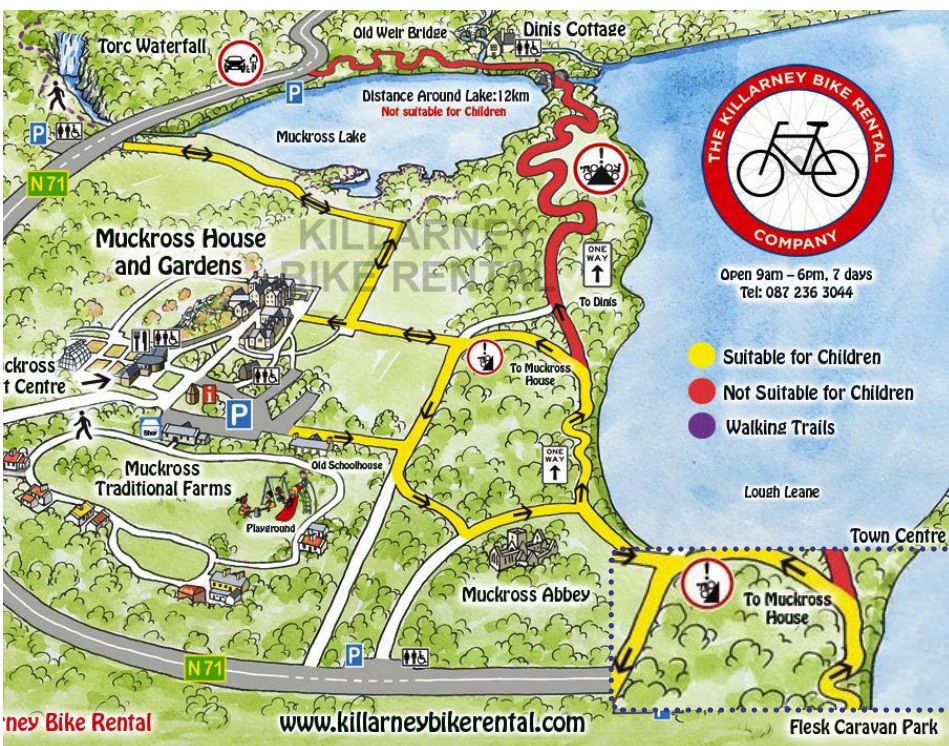 Torc Waterfall
Old Weir Bridge
Dinis Cottage
P
Distance Around Lake:12km
Not suitable for Children
Muckross Lake
P
N 71
THE KILLARNEY BIKE RENTAL
COMPANY
Open 9am – 6pm, 7 days
Tel: 087 236 3044
Muckross House
and Gardens
KILLARNEY
BIKE RENTAL
ONE
WAY
To Dinis
!
Suitable for Children
Not Suitable for Children
Walking Trails
ckross
t Centre
i
P
Shop
!
To Muckross
House
Old Schoolhouse
Muckross
Traditional Farms
Playground
ONE
WAY
Lough Leane
Town Centre
Muckross Abbey
!
To Muckross
House
N 71
P
rney Bike Rental
www.killarneybikerental.com
Flesk Caravan Park